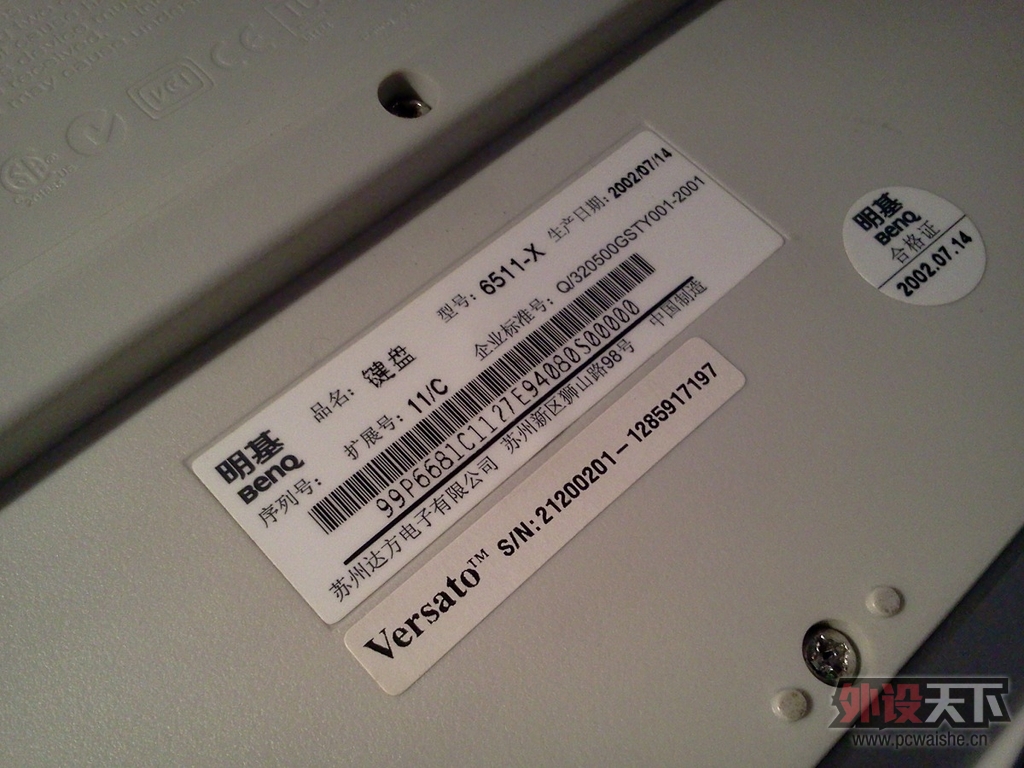 may cause
明基
BenQ
品名: 键盘
型号: 6511-X
生产日期: 2002/07/14
扩展号: 11/C
企业标准号: Q/320500GSTY001-2001
序列号:
99P6681C1127E94080S00000
中国制造
苏州达方电子有限公司 苏州新区狮山路98号
Versato™ S/N: 21200201-1285917197
明基
BenQ
合格证
2002.07.14
VCCI
外设天下
www.pcwaishe.cn